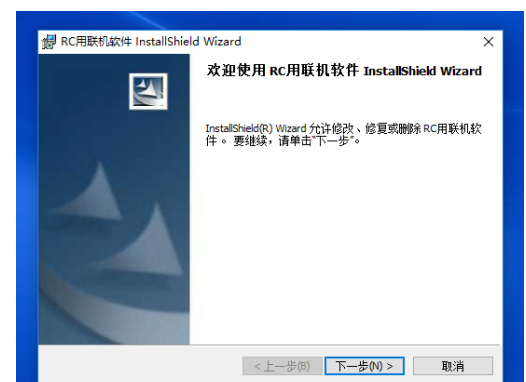 RC用联机软件 InstallShield Wizard
欢迎使用 RC用联机软件 InstallShield Wizard
InstallShield(R) Wizard 允许修改、修复或删除 RC用联机软
件。 要继续，请单击“下一步”。
<上一步(B) 下一步(N) > 取消